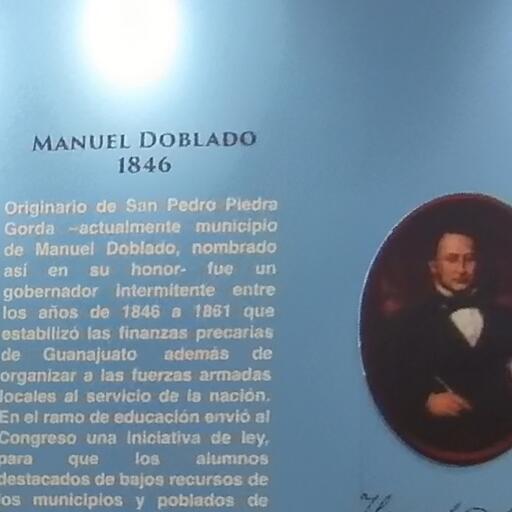 MANUEL DOBLADO
1846
Originario de San Pedro Piedra
Gorda –actualmente municipio
de Manuel Doblado, nombrado
así en su honor- fue un
gobernador intermitente entre
los años de 1846 a 1861 que
estabilizó las finanzas precarias
de Guanajuato además de
organizar a las fuerzas armadas
locales al servicio de la nación.
En el ramo de educación envió al
Congreso una iniciativa de ley,
para que los alumnos
destacados de bajos recursos de
los municipios y poblados de